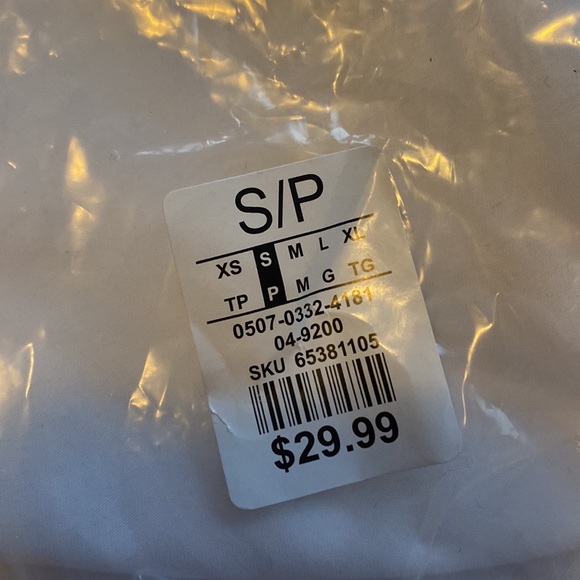 S/P
XS S M L XL
TP P M G TG
0507-0332-4181
04-9200
SKU 65381105
$29.99